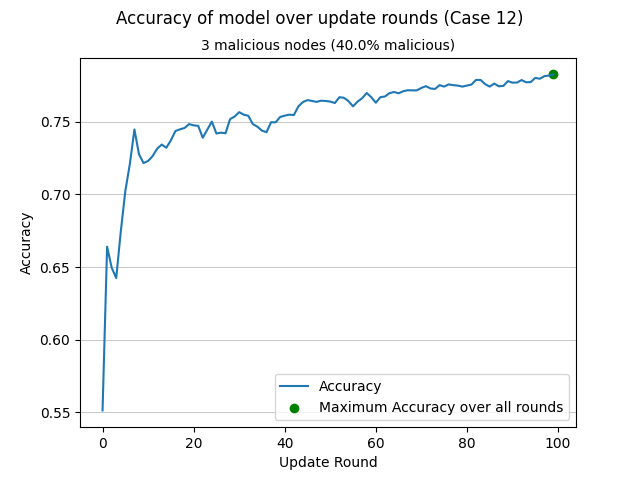 Accuracy of model over update rounds (Case 12)
3 malicious nodes (40.0% malicious)
Accuracy
0.75
0.70
0.65
0.60
0.55
0 20 40 60 80 100
Update Round
Accuracy
Maximum Accuracy over all rounds